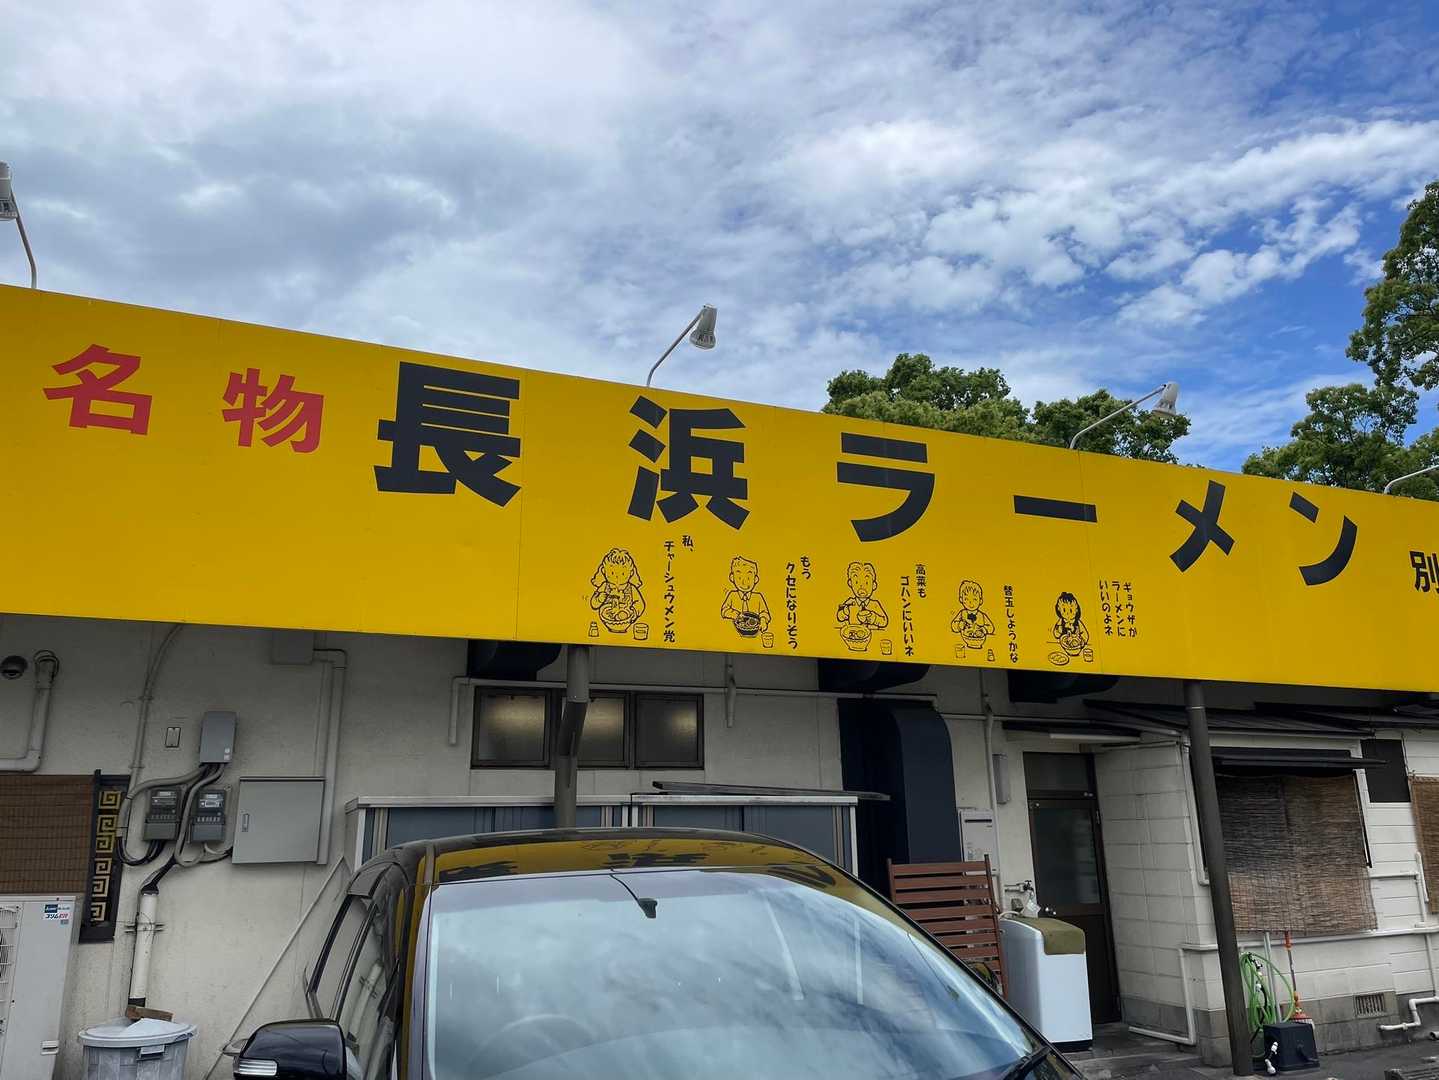 名物 長浜ラーメン 別
私、
チャーシュウメン党
もう
クセになりそう
高菜も
ゴハンにいいネ
替玉しようかな
ギョウザが
ラーメンに
いいのよネ